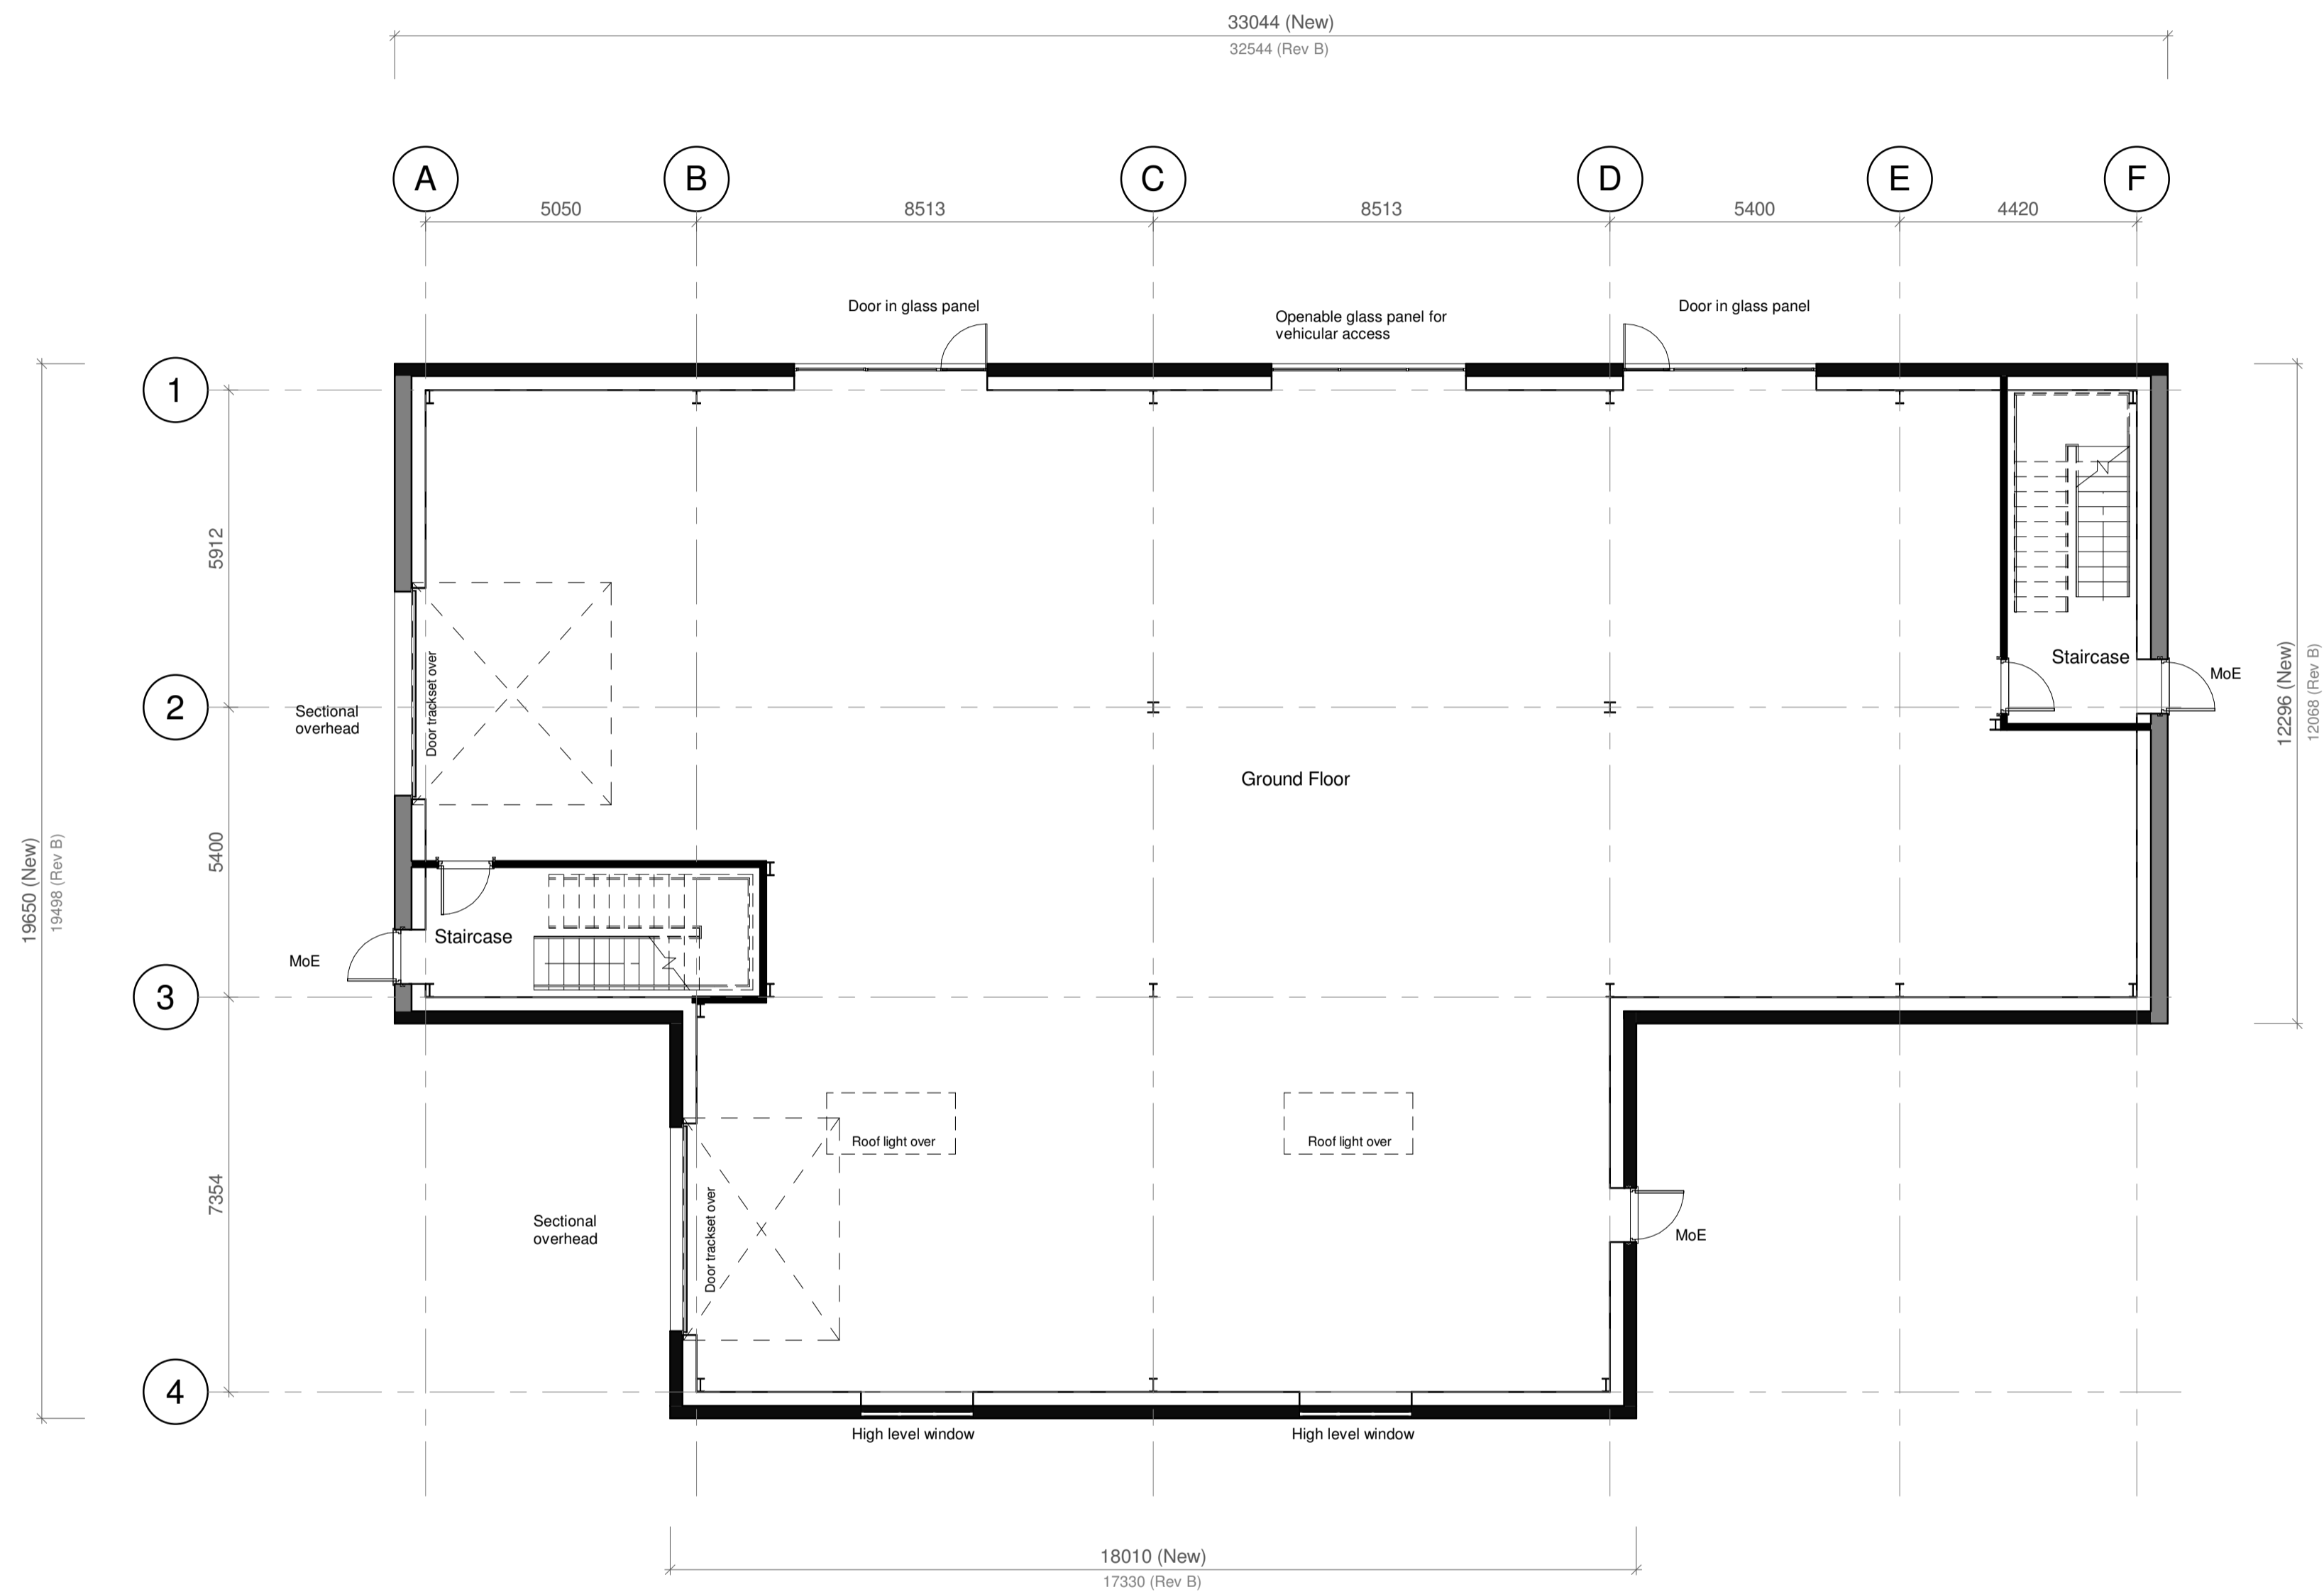 33044 (New)
32544 (Rev B)
A
B
C
D
E
F
5050
8513
8513
5400
4420
Door in glass panel
Openable glass panel for
vehicular access
Door in glass panel
1
5912
2
Sectional
overhead
Door trackset over
Staircase
MoE
12296 (New)
12068 (Rev B)
Ground Floor
19650 (New)
19498 (Rev B)
5400
Staircase
MoE
3
7354
Sectional
overhead
Door trackset over
Roof light over
Roof light over
MoE
4
High level window
High level window
18010 (New)
17330 (Rev B)